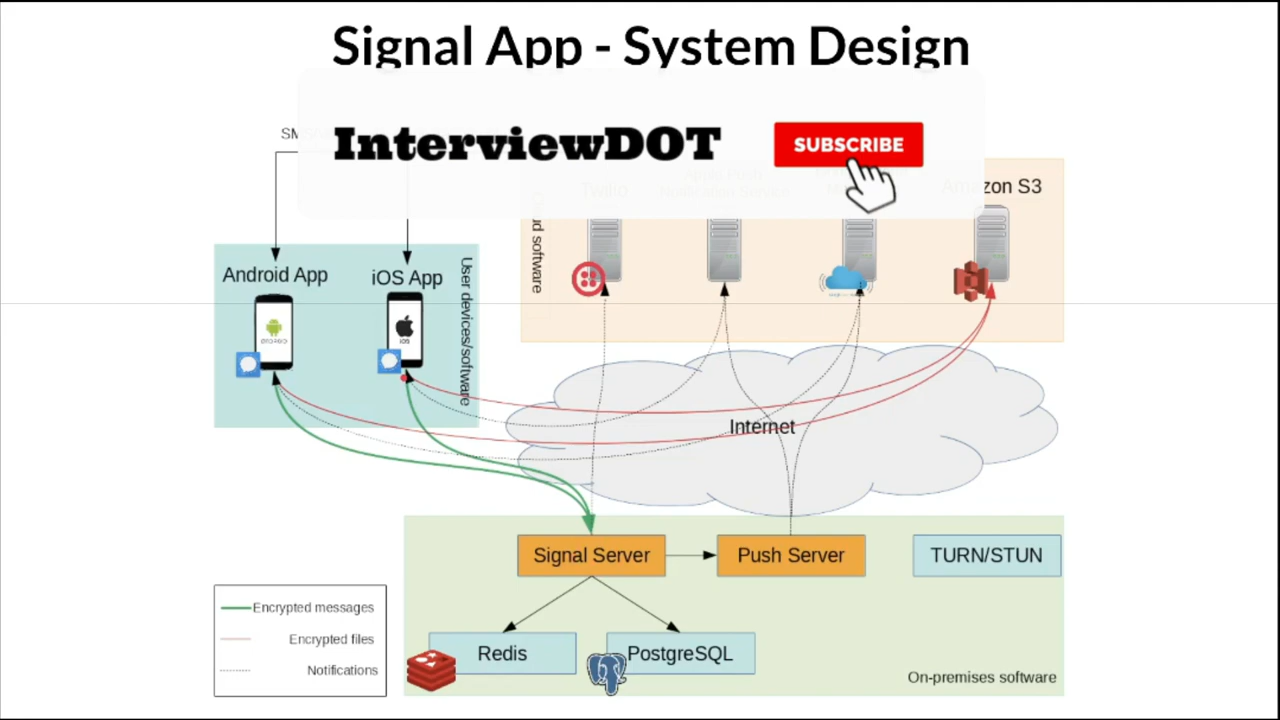 Signal App - System Design
InterviewDOT
SUBSCRIBE
Amazon S3
Android App
iOS App
User devices/software
software
Internet
Signal Server
Push Server
TURN/STUN
Redis
PostgreSQL
On-premises software
Encrypted messages
Encrypted files
Notifications